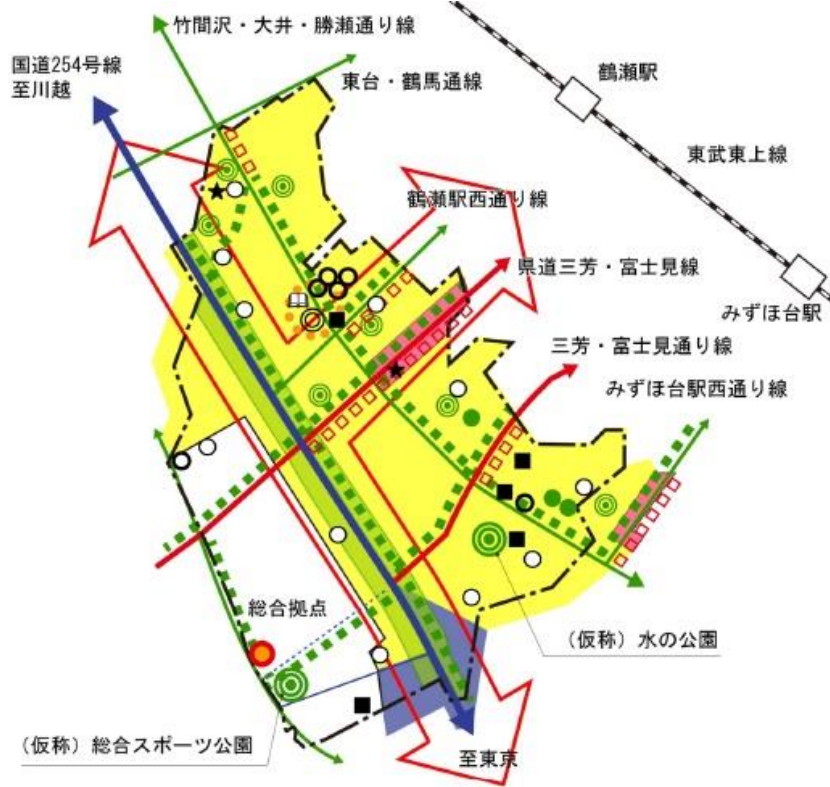 竹間沢・大井・勝瀬通り線
国道254号線
至川越
東台・鶴馬通線
鶴瀬駅
東武東上線
鶴瀬駅西通り線
県道三芳・富士見線
みずほ台駅
三芳・富士見通り線
みずほ台駅西通り線
総合拠点
（仮称）水の公園
（仮称）総合スポーツ公園
至東京